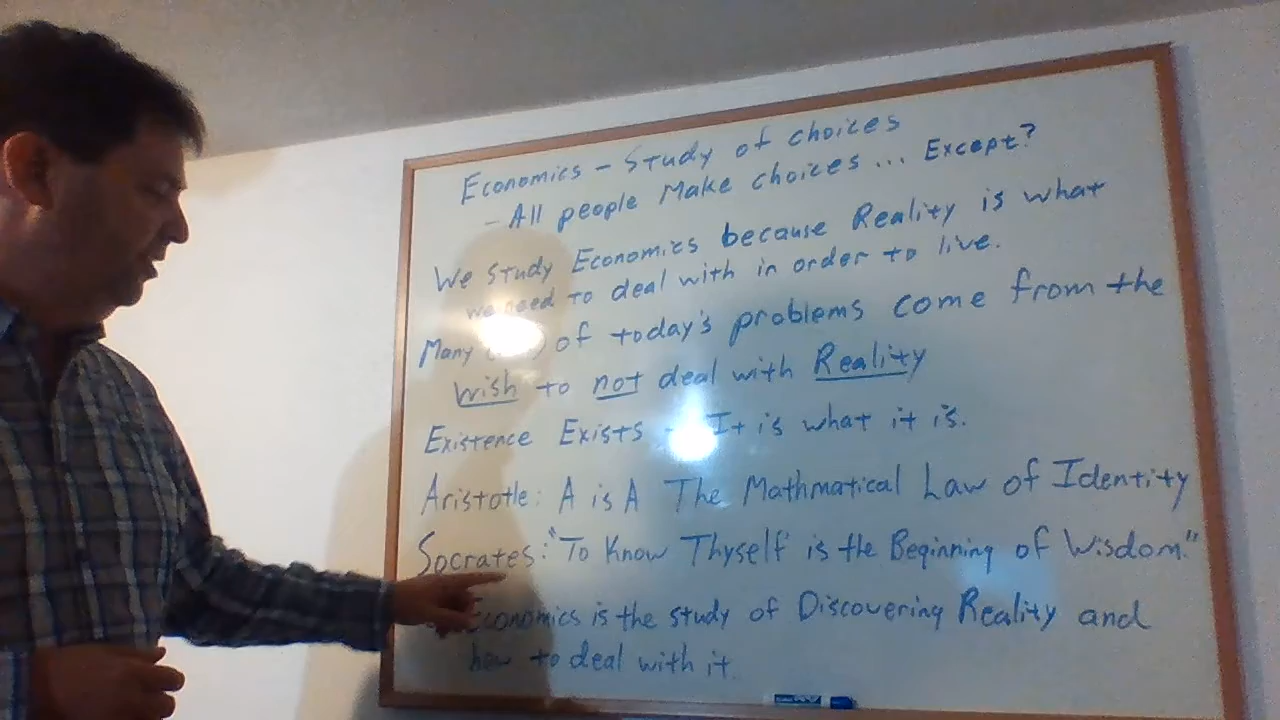 Economics - Study of choices
- All people Make choices... Except?
We Study Economics because Reality is what
we need to deal with in order to live.
Many of today's problems come from the
Wish to not deal with Reality
Existence Exists - It is what it is.
Aristotle: A is A The Mathmatical Law of Identity
Socrates: "To Know Thyself is the Beginning of Wisdom."
Economics is the study of Discovering Reality and
how to deal with it